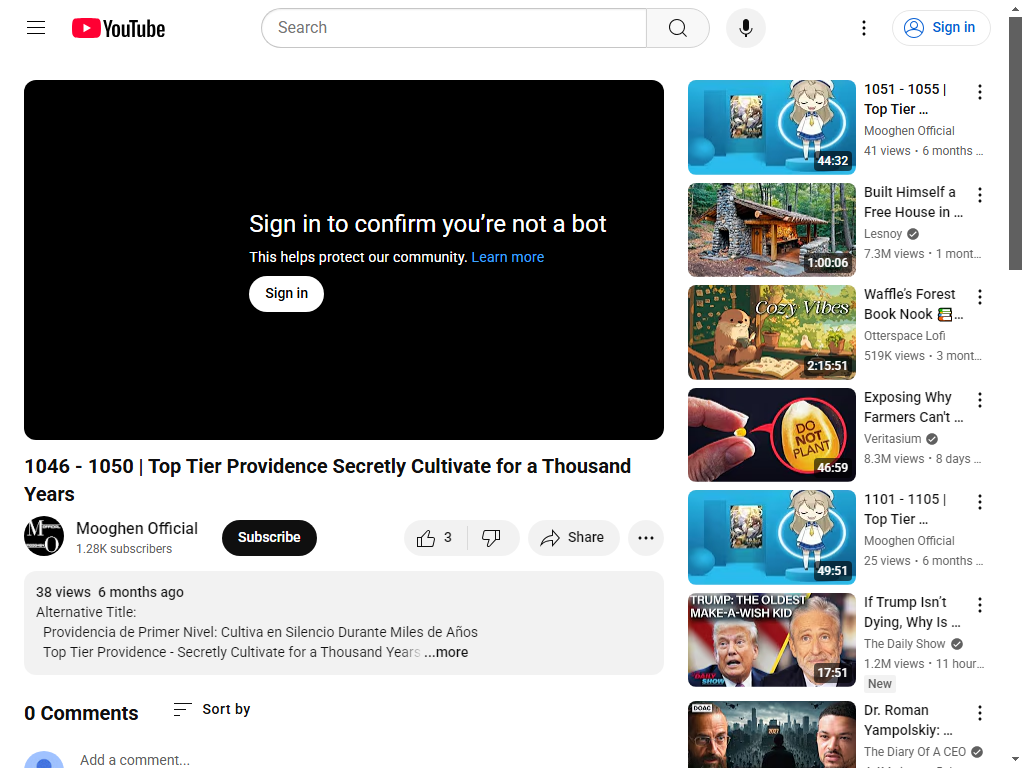 YouTube
Search
Sign in
Sign in to confirm you're not a bot
This helps protect our community. Learn more
Sign in
1046 - 1050 | Top Tier Providence Secretly Cultivate for a Thousand
Years
Mooghen Official
1.28K subscribers
Subscribe
3
Share
38 views 6 months ago
Alternative Title:
Providencia de Primer Nivel: Cultiva en Silencio Durante Miles de Años
Top Tier Providence - Secretly Cultivate for a Thousand Years ...more
0 Comments
Sort by
Add a comment...
44:32
1051 - 1055 |
Top Tier ...
Mooghen Official
41 views • 6 months ...
1:00:06
Built Himself a
Free House in ...
Lesnoy
7.3M views • 1 mont...
Cozy Vibes
2:15:51
Waffle's Forest
Book Nook 📚...
Otterspace Lofi
519K views • 3 mont...
DO
NOT
PLANT
46:59
Exposing Why
Farmers Can't ...
Veritasium
8.3M views • 8 days ...
49:51
1101 - 1105 |
Top Tier ...
Mooghen Official
25 views • 6 months ...
TRUMP: THE OLDEST
MAKE-A-WISH KID
DAILY
SHOW
17:51
If Trump Isn't
Dying, Why Is ...
The Daily Show
1.2M views • 11 hour...
New
DOAC
2027
Dr. Roman
Yampolskiy: ...
The Diary Of A CEO